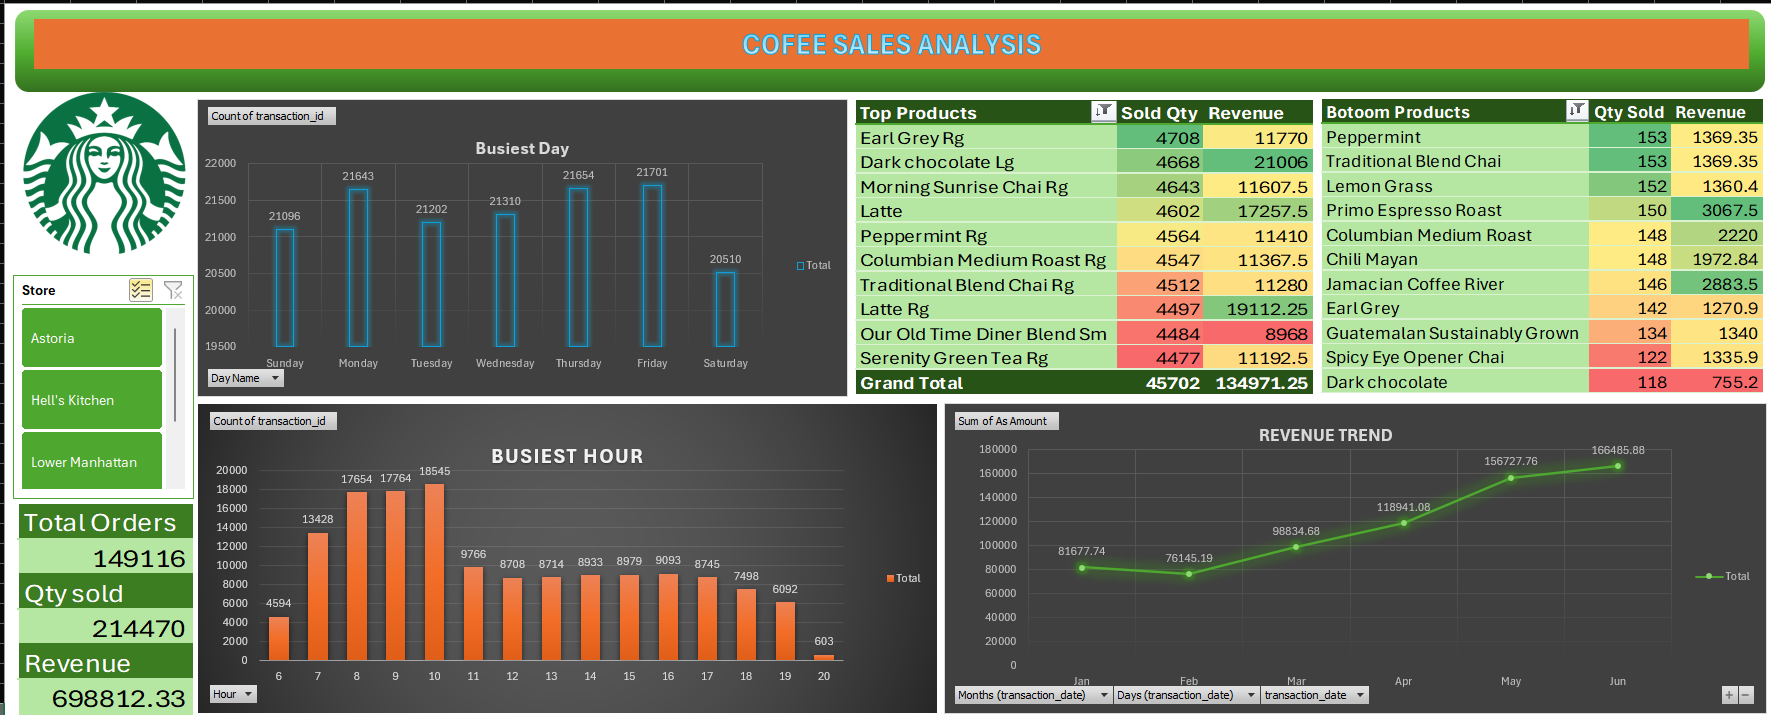 COFEE SALES ANALYSIS
Store
Astoria
Hell's Kitchen
Lower Manhattan
Total Orders
149116
Qty sold
214470
Revenue
698812.33
Count of transaction_id
Busiest Day
22000
21500
21000
20500
20000
19500
21096
21643
21202
21310
21654
21701
20510
Sunday Monday Tuesday Wednesday Thursday Friday Saturday
Total
Day Name
Top Products Sold Qty Revenue
Earl Grey Rg 4708 11770
Dark chocolate Lg 4668 21006
Morning Sunrise Chai Rg 4643 11607.5
Latte 4602 17257.5
Peppermint Rg 4564 11410
Columbian Medium Roast Rg 4547 11367.5
Traditional Blend Chai Rg 4512 11280
Latte Rg 4497 19112.25
Our Old Time Diner Blend Sm 4484 8968
Serenity Green Tea Rg 4477 11192.5
Grand Total 45702 134971.25
Botoom Products Qty Sold Revenue
Peppermint 153 1369.35
Traditional Blend Chai 153 1369.35
Lemon Grass 152 1360.4
Primo Espresso Roast 150 3067.5
Columbian Medium Roast 148 2220
Chili Mayan 148 1972.84
Jamacian Coffee River 146 2883.5
Earl Grey 142 1270.9
Guatemalan Sustainably Grown 134 1340
Spicy Eye Opener Chai 122 1335.9
Dark chocolate 118 755.2
Count of transaction_id
BUSIEST HOUR
20000
18000
16000
14000
12000
10000
8000
6000
4000
2000
0
4594
13428
17654
17764
18545
9766
8708
8714
8933
8979
9093
8745
7498
6092
603
6 7 8 9 10 11 12 13 14 15 16 17 18 19 20
Total
Hour
Sum of As Amount
REVENUE TREND
180000
160000
140000
120000
100000
80000
60000
40000
20000
0
81677.74
76145.19
98834.68
118941.08
156727.76
166485.88
Jan Feb Mar Apr May Jun
Total
Months (transaction_date) Days (transaction_date) transaction_date
+ −